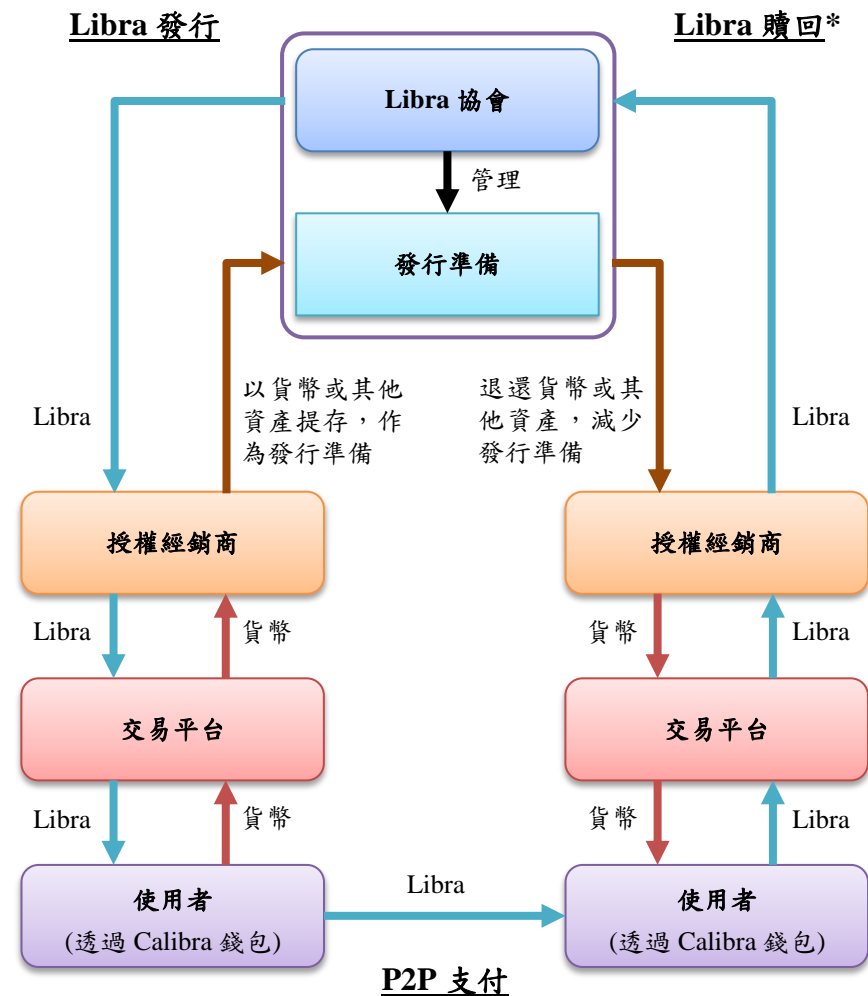 Libra 發行
Libra 贖回*
Libra 協會
管理
發行準備
以貨幣或其他
資產提存，作
為發行準備
退還貨幣或其
他資產，減少
發行準備
Libra
Libra
授權經銷商
授權經銷商
Libra
貨幣
貨幣
Libra
交易平台
交易平台
Libra
貨幣
貨幣
Libra
使用者
(透過 Calibra 錢包)
Libra
使用者
(透過 Calibra 錢包)
P2P 支付